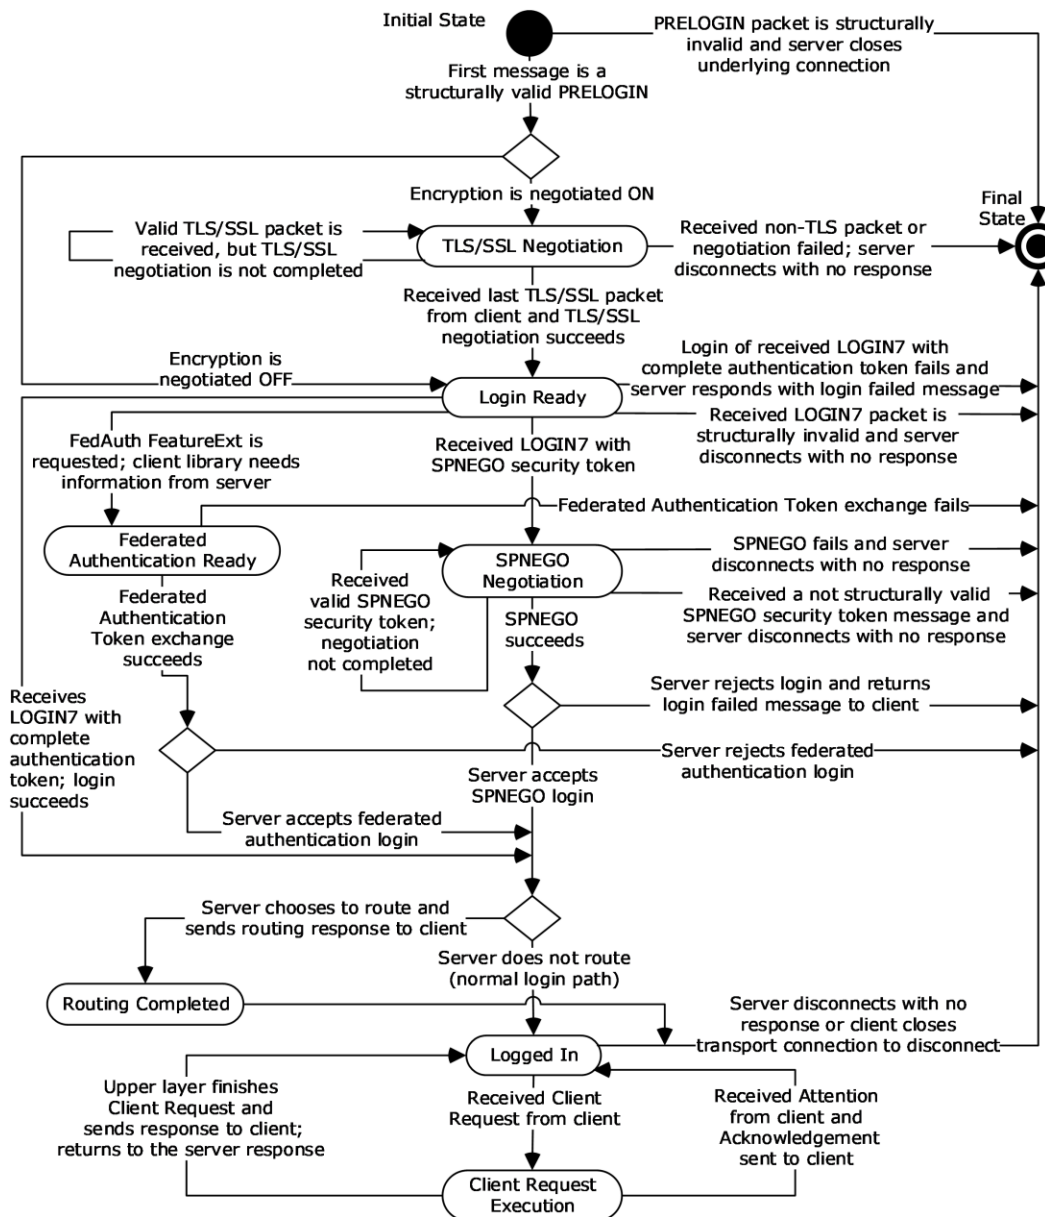 Initial State
PRELOGIN packet is structurally
invalid and server closes
underlying connection
First message is a
structurally valid PRELOGIN
Encryption is negotiated ON
Final
State
Valid TLS/SSL packet is
received, but TLS/SSL
negotiation is not completed
TLS/SSL Negotiation
Received non-TLS packet or
negotiation failed; server
disconnects with no response
Received last TLS/SSL packet
from client and TLS/SSL
negotiation succeeds
Encryption is
negotiated OFF
Login of received LOGIN7 with
complete authentication token fails and
server responds with login failed message
Login Ready
Received LOGIN7 packet is
structurally invalid and server
disconnects with no response
FedAuth FeatureExt is
requested; client library needs
information from server
Received LOGIN7 with
SPNEGO security token
Federated Authentication Token exchange fails
Federated
Authentication Ready
SPNEGO
Negotiation
SPNEGO fails and server
disconnects with no response
Received
valid SPNEGO
security token;
negotiation
not completed
Received a not structurally valid
SPNEGO security token message and
server disconnects with no response
Federated
Authentication
Token exchange
succeeds
SPNEGO
succeeds
Server rejects login and returns
login failed message to client
Receives
LOGIN7 with
complete
authentication
token; login
succeeds
Server rejects federated
authentication login
Server accepts
SPNEGO login
Server accepts federated
authentication login
Server chooses to route and
sends routing response to client
Server does not route
(normal login path)
Routing Completed
Server disconnects with no
response or client closes
transport connection to disconnect
Logged In
Upper layer finishes
Client Request and
sends response to client;
returns to the server response
Received Client
Request from client
Received Attention
from client and
Acknowledgement
sent to client
Client Request
Execution